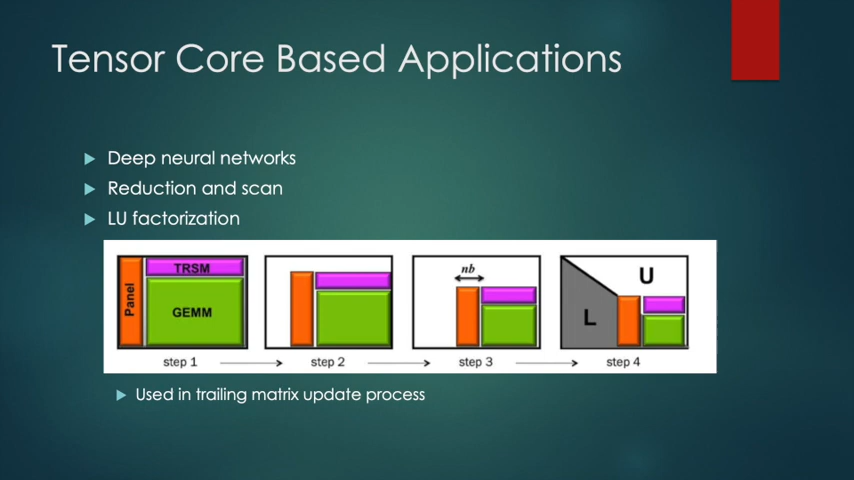 Tensor Core Based Applications
Deep neural networks
Reduction and scan
LU factorization
Panel
TRSM
GEMM
nb
L
U
step 1
step 2
step 3
step 4
Used in trailing matrix update process